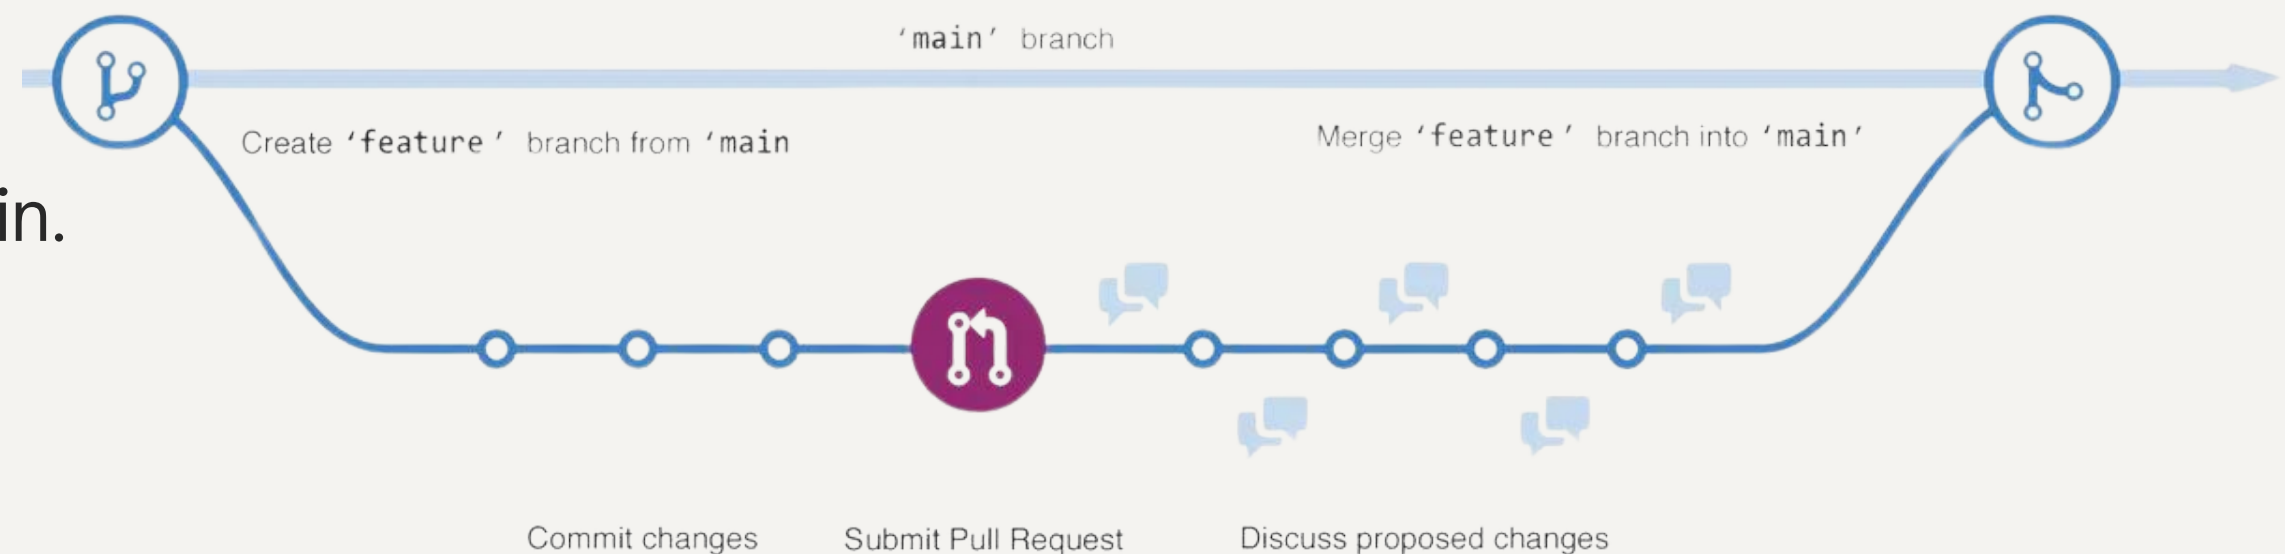 ‘main’ branch
Create ‘feature’ branch from ‘main
Merge ‘feature’ branch into ‘main’
in.
Commit changes
Submit Pull Request
Discuss proposed changes